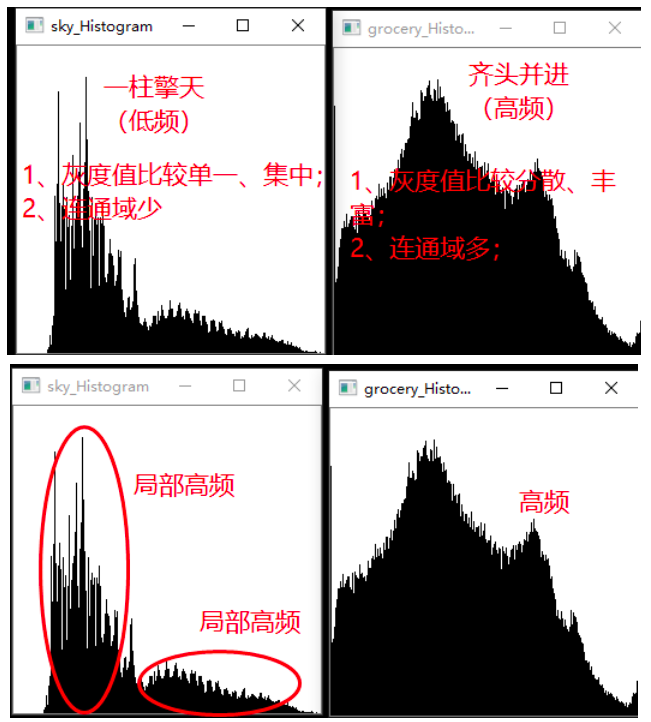 sky_Histogram
grocery_Histo...
一柱擎天
（低频）
1、灰度值比较单一、集中；
2、连通域少
齐头并进
（高频）
1、灰度值比较分散、丰
富；
2、连通域多；
sky_Histogram
grocery_Histo...
局部高频
局部高频
高频